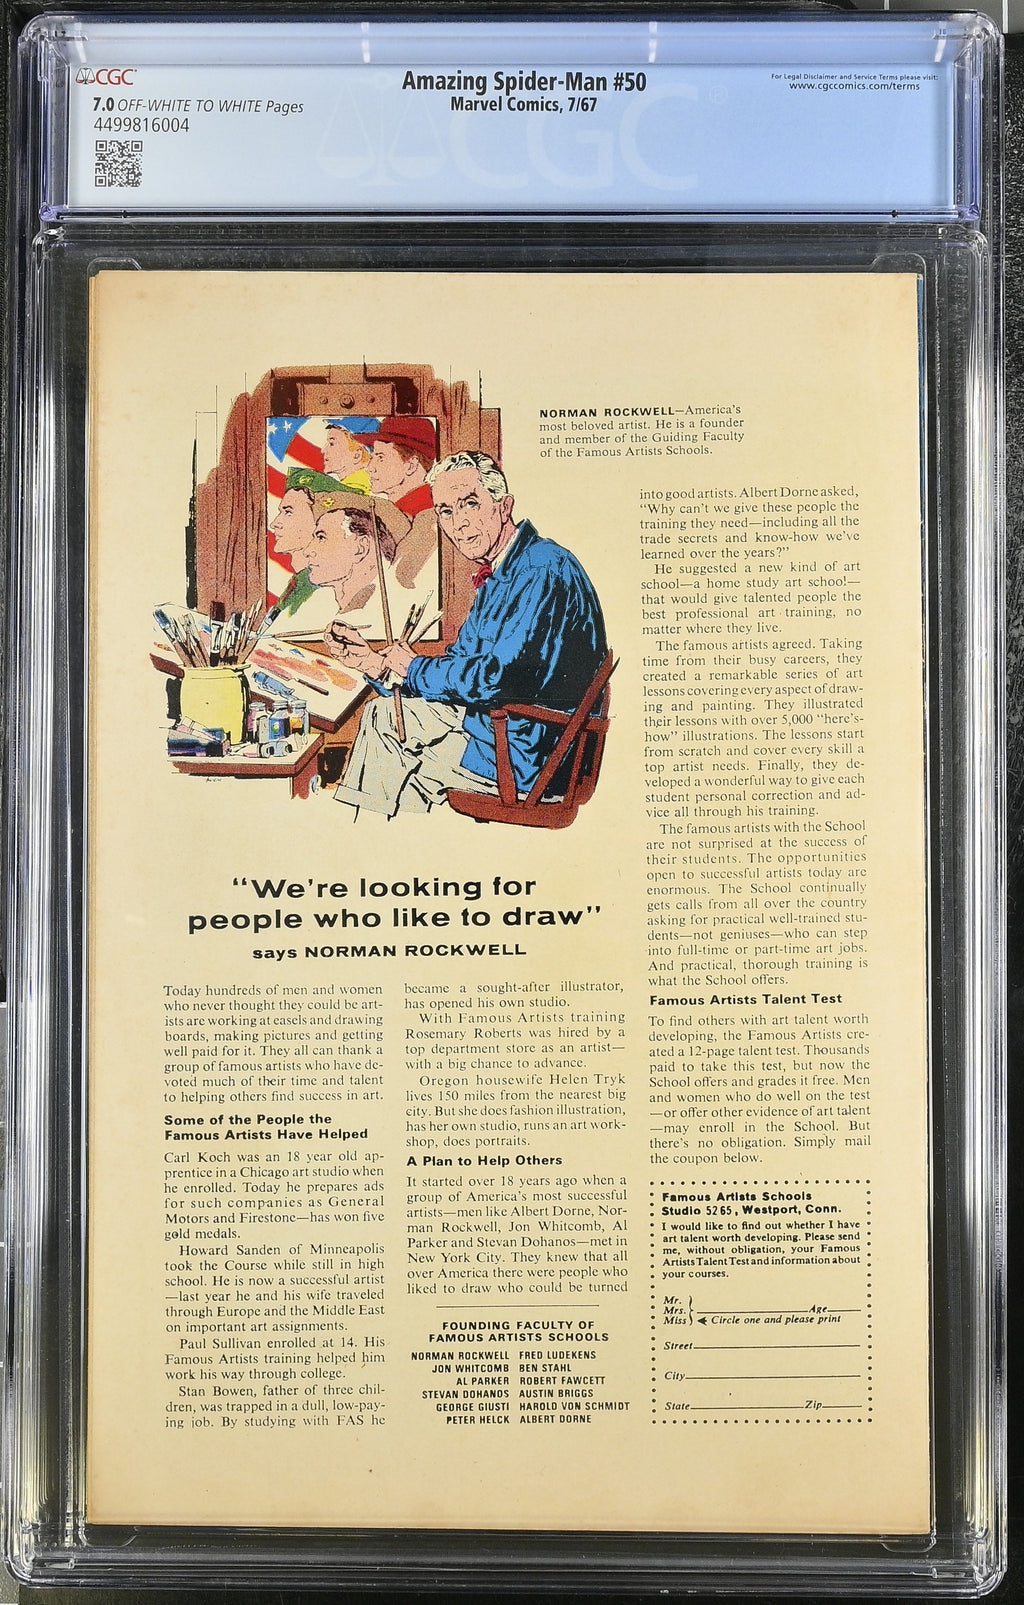 CGC
7.0 OFF-WHITE TO WHITE Pages
4499816004
Amazing Spider-Man #50
Marvel Comics, 7/67
For Legal Disclaimer and Service Terms please visit:
www.cgccomics.com/terms
CGC
NORMAN ROCKWELL—America's
most beloved artist. He is a founder
and member of the Guiding Faculty
of the Famous Artists Schools.
"We're looking for
people who like to draw"
says NORMAN ROCKWELL
Today hundreds of men and women
who never thought they could be art-
ists are working at easels and drawing
boards, making pictures and getting
well paid for it. They all can thank a
group of famous artists who have de-
voted much of their time and talent
to helping others find success in art.
Some of the People the
Famous Artists Have Helped
Carl Koch was an 18 year old ap-
prentice in a Chicago art studio when
he enrolled. Today he prepares ads
for such companies as General
Motors and Firestone—has won five
gold medals.
Howard Sanden of Minneapolis
took the Course while still in high
school. He is now a successful artist
—last year he and his wife traveled
through Europe and the Middle East
on important art assignments.
Paul Sullivan enrolled at 14. His
Famous Artists training helped him
work his way through college.
Stan Bowen, father of three chil-
dren, was trapped in a dull, low-pay-
ing job. By studying with FAS he
became a sought-after illustrator,
has opened his own studio.
With Famous Artists training
Rosemary Roberts was hired by a
top department store as an artist—
with a big chance to advance.
Oregon housewife Helen Tryk
lives 150 miles from the nearest big
city. But she does fashion illustration,
has her own studio, runs an art work-
shop, does portraits.
A Plan to Help Others
It started over 18 years ago when a
group of America's most successful
artists—men like Albert Dorne, Nor-
man Rockwell, Jon Whitcomb, Al
Parker and Stevan Dohanos—met in
New York City. They knew that all
over America there were people who
liked to draw who could be turned
FOUNDING FACULTY OF
FAMOUS ARTISTS SCHOOLS
NORMAN ROCKWELL FRED LUDEKENS
JON WHITCOMB BEN STAHL
AL PARKER ROBERT FAWCETT
STEVAN DOHANOS AUSTIN BRIGGS
GEORGE GIUSTI HAROLD VON SCHMIDT
PETER HELCK ALBERT DORNE
into good artists. Albert Dorne asked,
"Why can't we give these people the
training they need—including all the
trade secrets and know-how we've
learned over the years?"
He suggested a new kind of art
school—a home study art school—
that would give talented people the
best professional art training, no
matter where they live.
The famous artists agreed. Taking
time from their busy careers, they
created a remarkable series of art
lessons covering every aspect of draw-
ing and painting. They illustrated
their lessons with over 5,000 "here's-
how" illustrations. The lessons start
from scratch and cover every skill a
top artist needs. Finally, they de-
veloped a wonderful way to give each
student personal correction and ad-
vice all through his training.
The famous artists with the School
are not surprised at the success of
their students. The opportunities
open to successful artists today are
enormous. The School continually
gets calls from all over the country
asking for practical well-trained stu-
dents—not geniuses—who can step
into full-time or part-time art jobs.
And practical, thorough training is
what the School offers.
Famous Artists Talent Test
To find others with art talent worth
developing, the Famous Artists cre-
ated a 12-page talent test. Thousands
paid to take this test, but now the
School offers and grades it free. Men
and women who do well on the test
—or offer other evidence of art talent
—may enroll in the School. But
there's no obligation. Simply mail
the coupon below.
Famous Artists Schools
Studio 5265, Westport, Conn.
I would like to find out whether I have
art talent worth developing. Please send
me, without obligation, your Famous
Artists Talent Test and information about
your courses.
Mr.
Mrs. Age
Miss Circle one and please print
Street
City
State Zip